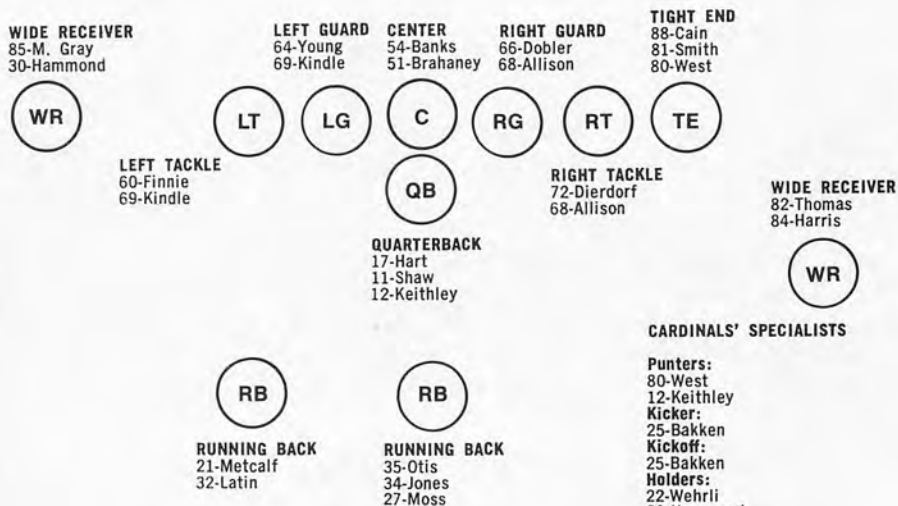 WIDE RECEIVER
85-M. Gray
30-Hammond
LEFT GUARD
64-Young
69-Kindle
CENTER
54-Banks
51-Brahaney
RIGHT GUARD
66-Dobler
68-Allison
TIGHT END
88-Cain
81-Smith
80-West
WR
LT
LG
C
RG
RT
TE
LEFT TACKLE
60-Finnie
69-Kindle
QB
RIGHT TACKLE
72-Dierdorf
68-Allison
WIDE RECEIVER
82-Thomas
84-Harris
QUARTERBACK
17-Hart
11-Shaw
12-Keithley
WR
CARDINALS' SPECIALISTS
RB
RB
RUNNING BACK
21-Metcalf
32-Latin
RUNNING BACK
35-Otis
34-Jones
27-Moss
Punters:
80-West
12-Keithley
Kicker:
25-Bakken
Kickoff:
25-Bakken
Holders:
22-Wehrli